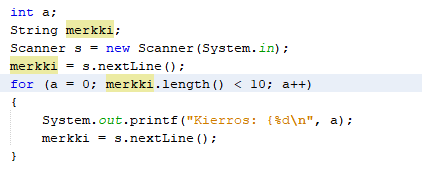 int a;
String merkki;
Scanner s = new Scanner(System.in);
merkki = s.nextLine();
for (a = 0; merkki.length() < 10; a++)
{
System.out.printf("Kierros: {%d\n", a);
merkki = s.nextLine();
}